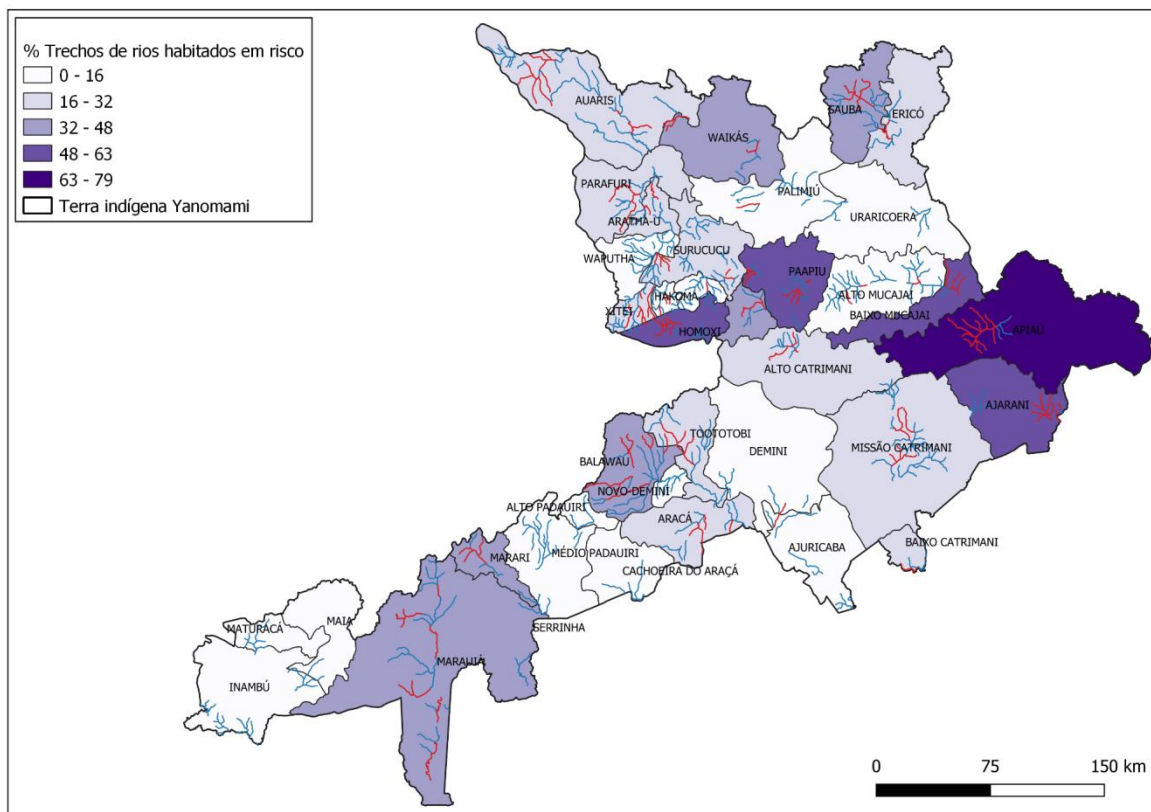 % Trechos de rios habitados em risco
0 - 16
16 - 32
32 - 48
48 - 63
63 - 79
Terra indígena Yanomami
AUARIS
WAIKÁS
SAUBA
ERICÓ
PARAFURI
PALIMIÚ
URARICOERA
ARATHA-U
WAPUTHA
SURUCUCU
PAAPIU
ALTO MUCAJAI
HAKOMA
XITEI
BAIXO MUCAJAI
HOMOXI
APIAÚ
ALTO CATRIMANI
AJARANI
TOOTOTOBI
MISSÃO CATRIMANI
DEMINI
BALAWAÚ
NOVO-DEMINI
ALTO PADAUIRI
ARACÁ
BAIXO CATRIMANI
AJURICABA
MARARI
MÉDIO PADAUIRI
CACHOEIRA DO ARAÇÁ
MAIA
SERRINHA
MATURACÁ
MARAUIÁ
INAMBÚ
0 75 150 km